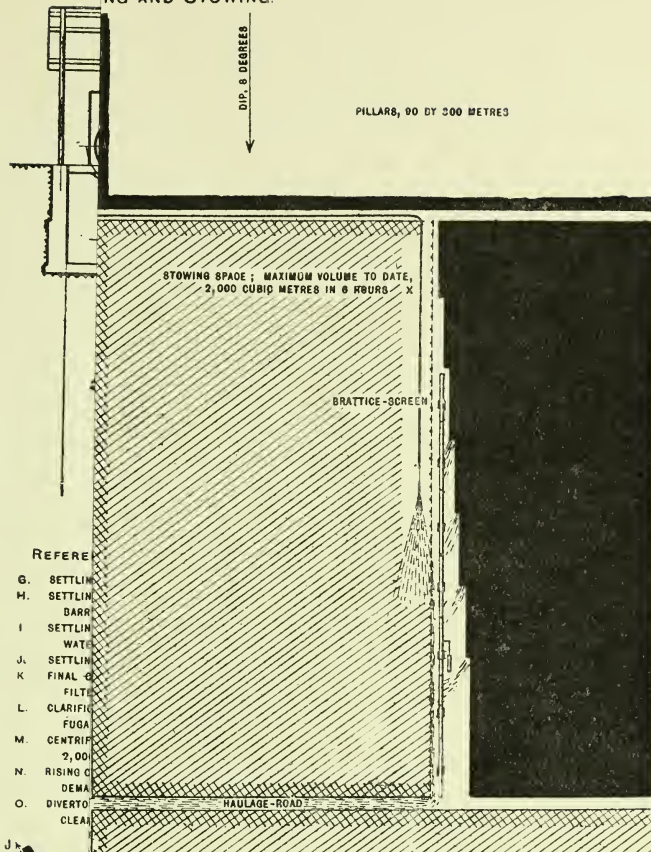 NG AND STOWING.
DIP, 8 DEGREES
PILLARS, 90 BY 300 METRES
STOWING SPACE; MAXIMUM VOLUME TO DATE,
2,000 CUBIC METRES IN 6 HOURS X
BRATTICE-SCREEN
HAULAGE-ROAD
REFERE
G. SETTLIN
H. SETTLIN
BARR
I SETTLIN
WATE
J. SETTLIN
K FINAL
FILTE
L. CLARIFI
FUGA
M. CENTRIF
2,00
N. RISING
DEMA
O. DIVERTO
CLEA
J